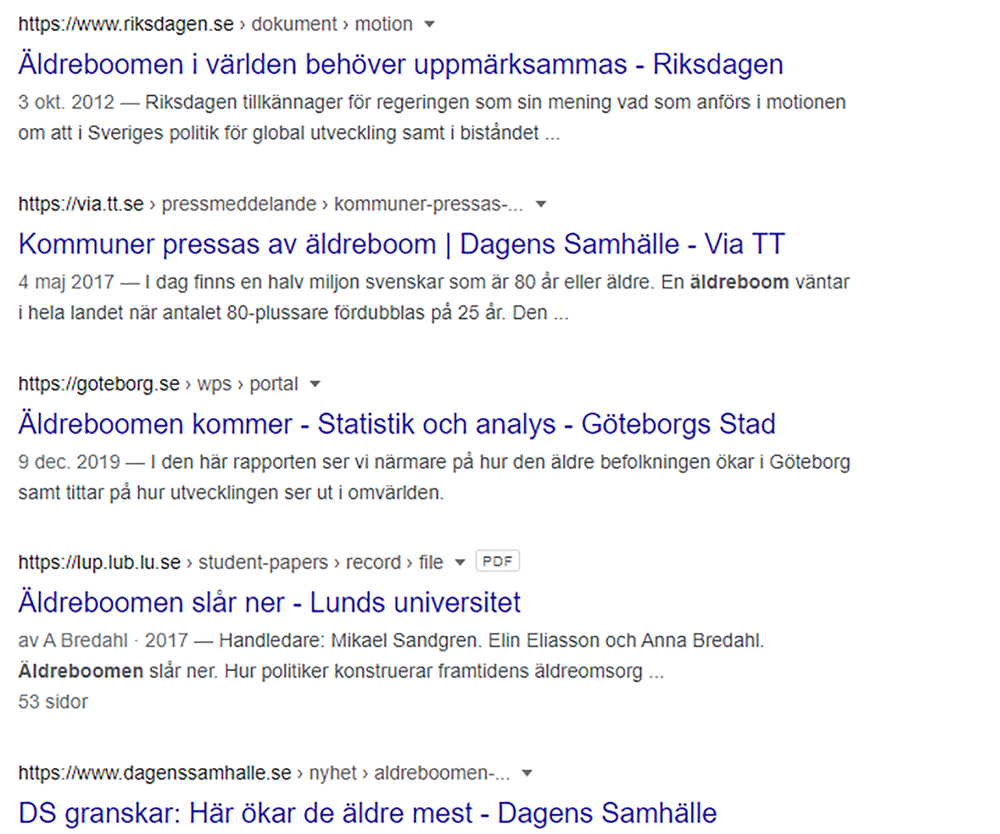 https://www.riksdagen.se › dokument › motion
Äldreboomen i världen behöver uppmärksammas - Riksdagen
3 okt. 2012 — Riksdagen tillkännager för regeringen som sin mening vad som anförs i motionen
om att i Sveriges politik för global utveckling samt i biståndet ...
https://via.tt.se › pressmeddelande › kommuner-pressas-...
Kommuner pressas av äldreboom | Dagens Samhälle - Via TT
4 maj 2017 — I dag finns en halv miljon svenskar som är 80 år eller äldre. En äldreboom väntar
i hela landet när antalet 80-plussare fördubblas på 25 år. Den ...
https://goteborg.se › wps › portal
Äldreboomen kommer - Statistik och analys - Göteborgs Stad
9 dec. 2019 — I den här rapporten ser vi närmare på hur den äldre befolkningen ökar i Göteborg
samt tittar på hur utvecklingen ser ut i omvärlden.
https://lup.lub.lu.se › student-papers › record › file PDF
Äldreboomen slår ner - Lunds universitet
av A Bredahl · 2017 — Handledare: Mikael Sandgren. Elin Eliasson och Anna Bredahl.
Äldreboomen slår ner. Hur politiker konstruerar framtidens äldreomsorg ...
53 sidor
https://www.dagenssamhalle.se › nyhet › aldreboomen-...
DS granskar: Här ökar de äldre mest - Dagens Samhälle